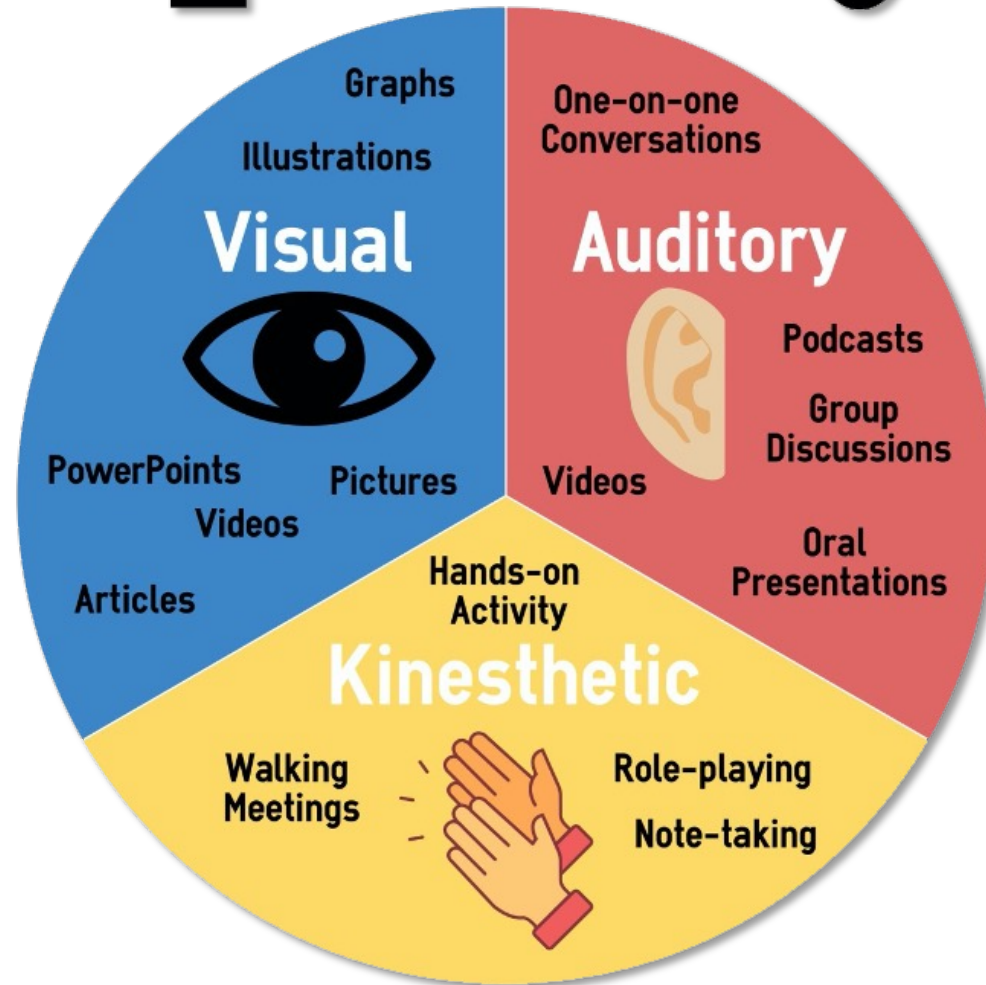 Graphs
Illustrations
Visual
PowerPoints
Pictures
Videos
Articles
One-on-one
Conversations
Auditory
Podcasts
Group
Discussions
Videos
Oral
Presentations
Hands-on
Activity
Kinesthetic
Walking
Meetings
Role-playing
Note-taking